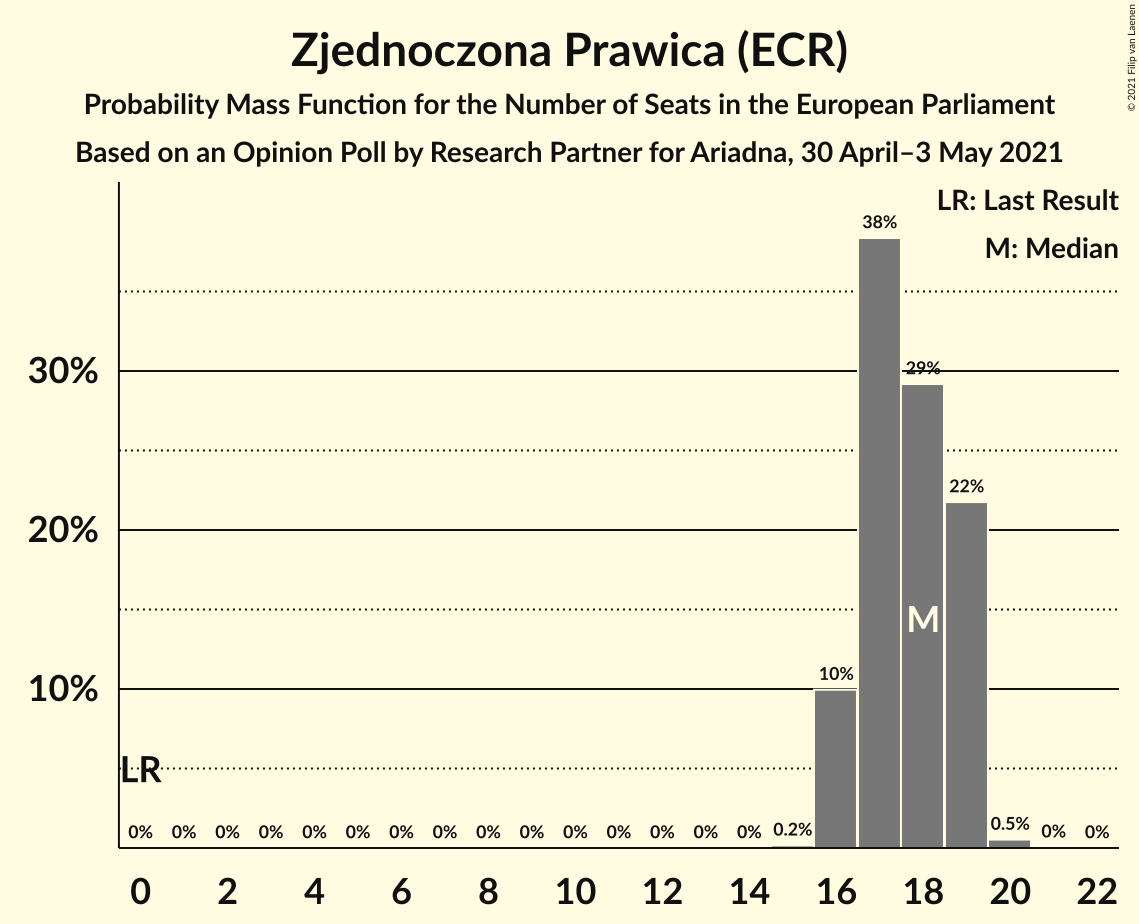 Zjednoczona Prawica (ECR)
Probability Mass Function for the Number of Seats in the European Parliament
Based on an Opinion Poll by Research Partner for Ariadna, 30 April–3 May 2021
© 2021 Filip van Laenen
LR: Last Result
M: Median
38%
30%
29%
22%
20%
M
10%
10%
LR
0% 0% 0% 0% 0% 0% 0% 0% 0% 0% 0% 0% 0% 0% 0% 0.2% 0.5% 0% 0%
0 2 4 6 8 10 12 14 16 18 20 22